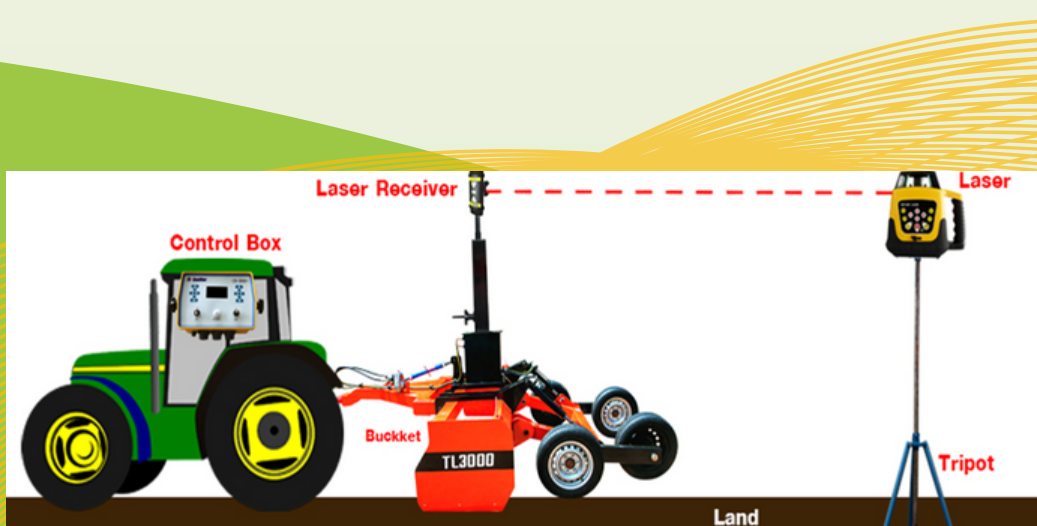 Laser Receiver
Laser
Control Box
Buckket
TL3000
Tripot
Land